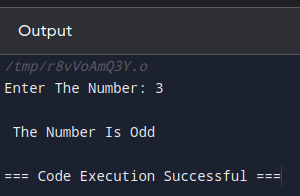 Output
/tmp/r8vVoAmQ3Y.o
Enter The Number: 3
The Number Is Odd
=== Code Execution Successful ===